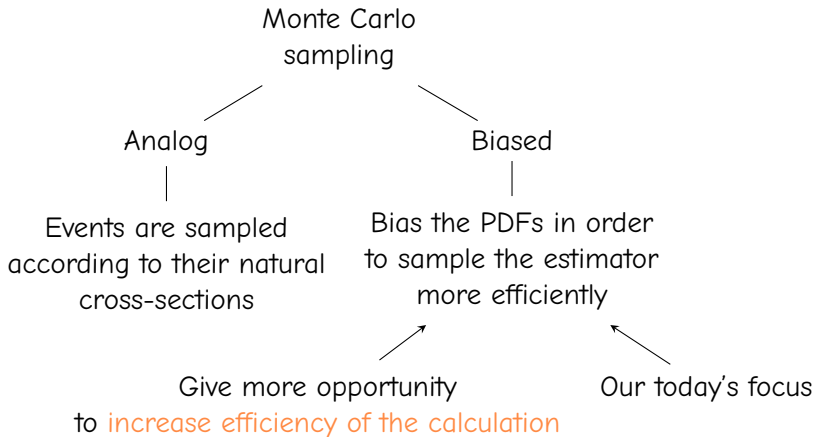 Monte Carlo
sampling
Analog
Biased
Events are sampled
according to their natural
cross-sections
Bias the PDFs in order
to sample the estimator
more efficiently
Give more opportunity
to increase efficiency of the calculation
Our today's focus